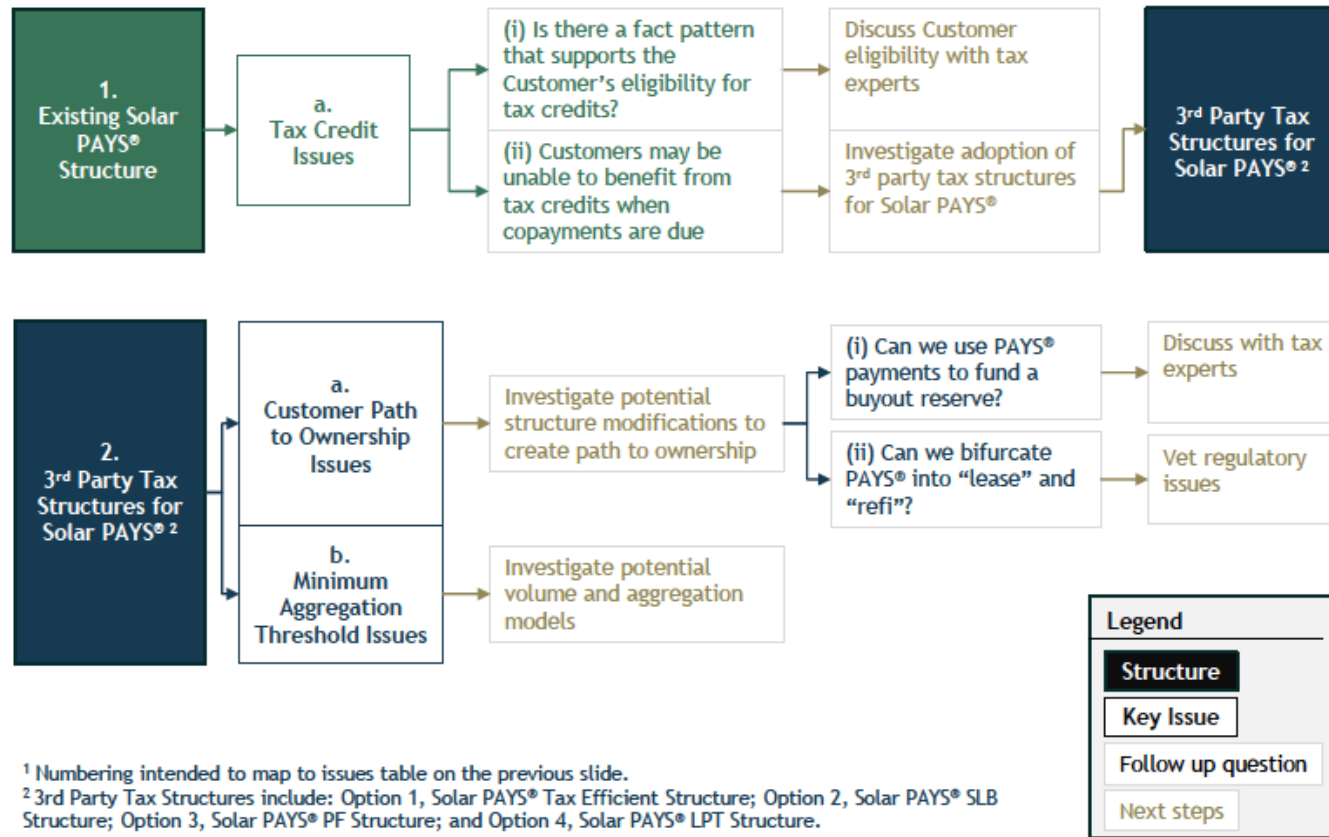 1.
Existing Solar
PAYS®
Structure
a.
Tax Credit
Issues
(i) Is there a fact pattern
that supports the
Customer's eligibility for
tax credits?
Discuss Customer
eligibility with tax
experts
(ii) Customers may be
unable to benefit from
tax credits when
copayments are due
Investigate adoption of
3rd party tax structures
for Solar PAYS®
3rd Party Tax
Structures for
Solar PAYS® 2
2.
3rd Party Tax
Structures for
Solar PAYS® 2
a.
Customer Path
to Ownership
Issues
Investigate potential
structure modifications to
create path to ownership
(i) Can we use PAYS®
payments to fund a
buyout reserve?
Discuss with tax
experts
(ii) Can we bifurcate
PAYS® into “lease” and
“refi”?
Vet regulatory
issues
b.
Minimum
Aggregation
Threshold Issues
Investigate potential
volume and aggregation
models
Legend
Structure
Key Issue
Follow up question
Next steps
1 Numbering intended to map to issues table on the previous slide.
2 3rd Party Tax Structures include: Option 1, Solar PAYS® Tax Efficient Structure; Option 2, Solar PAYS® SLB
Structure; Option 3, Solar PAYS® PF Structure; and Option 4, Solar PAYS® LPT Structure.